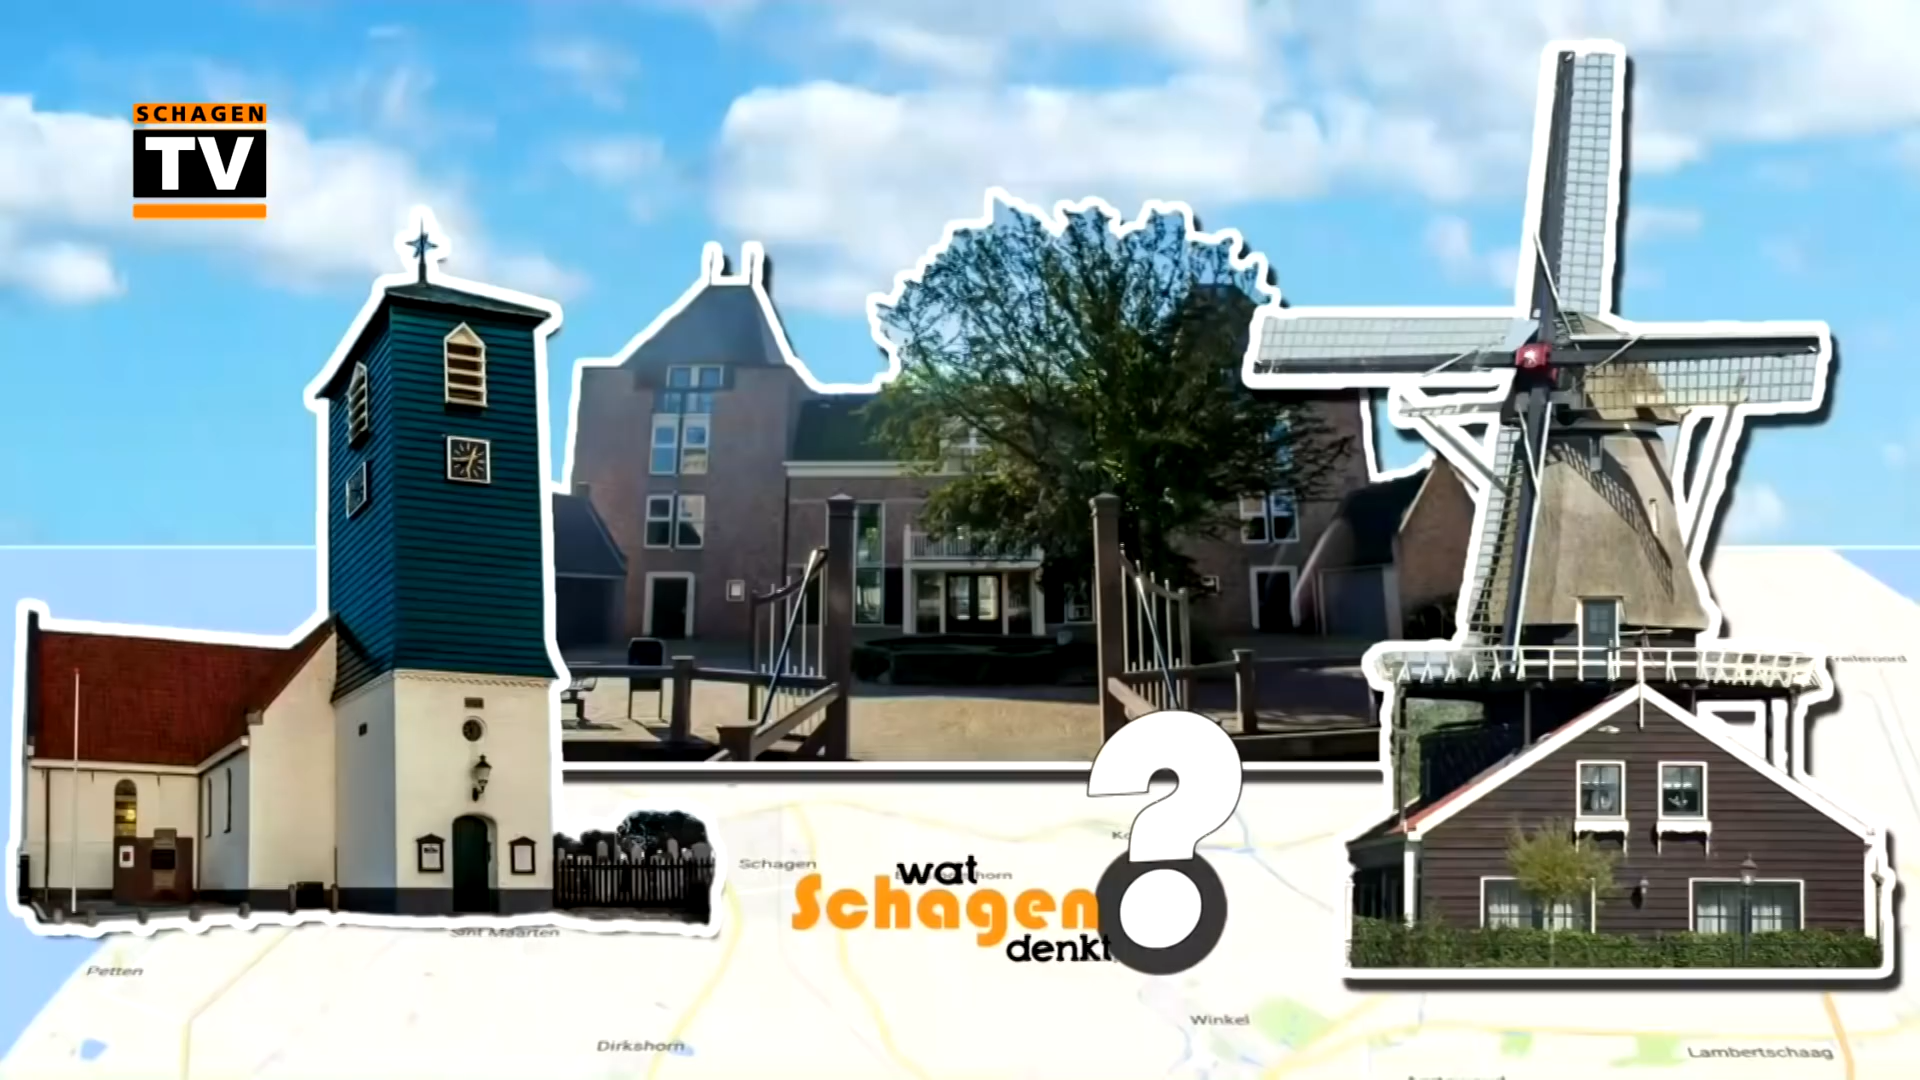 SCHAGEN
TV
Schagen
wat
Schagen
denkt
?
Sint Maarten
Petten
Winkel
Dirkshorn
Lambertschaag